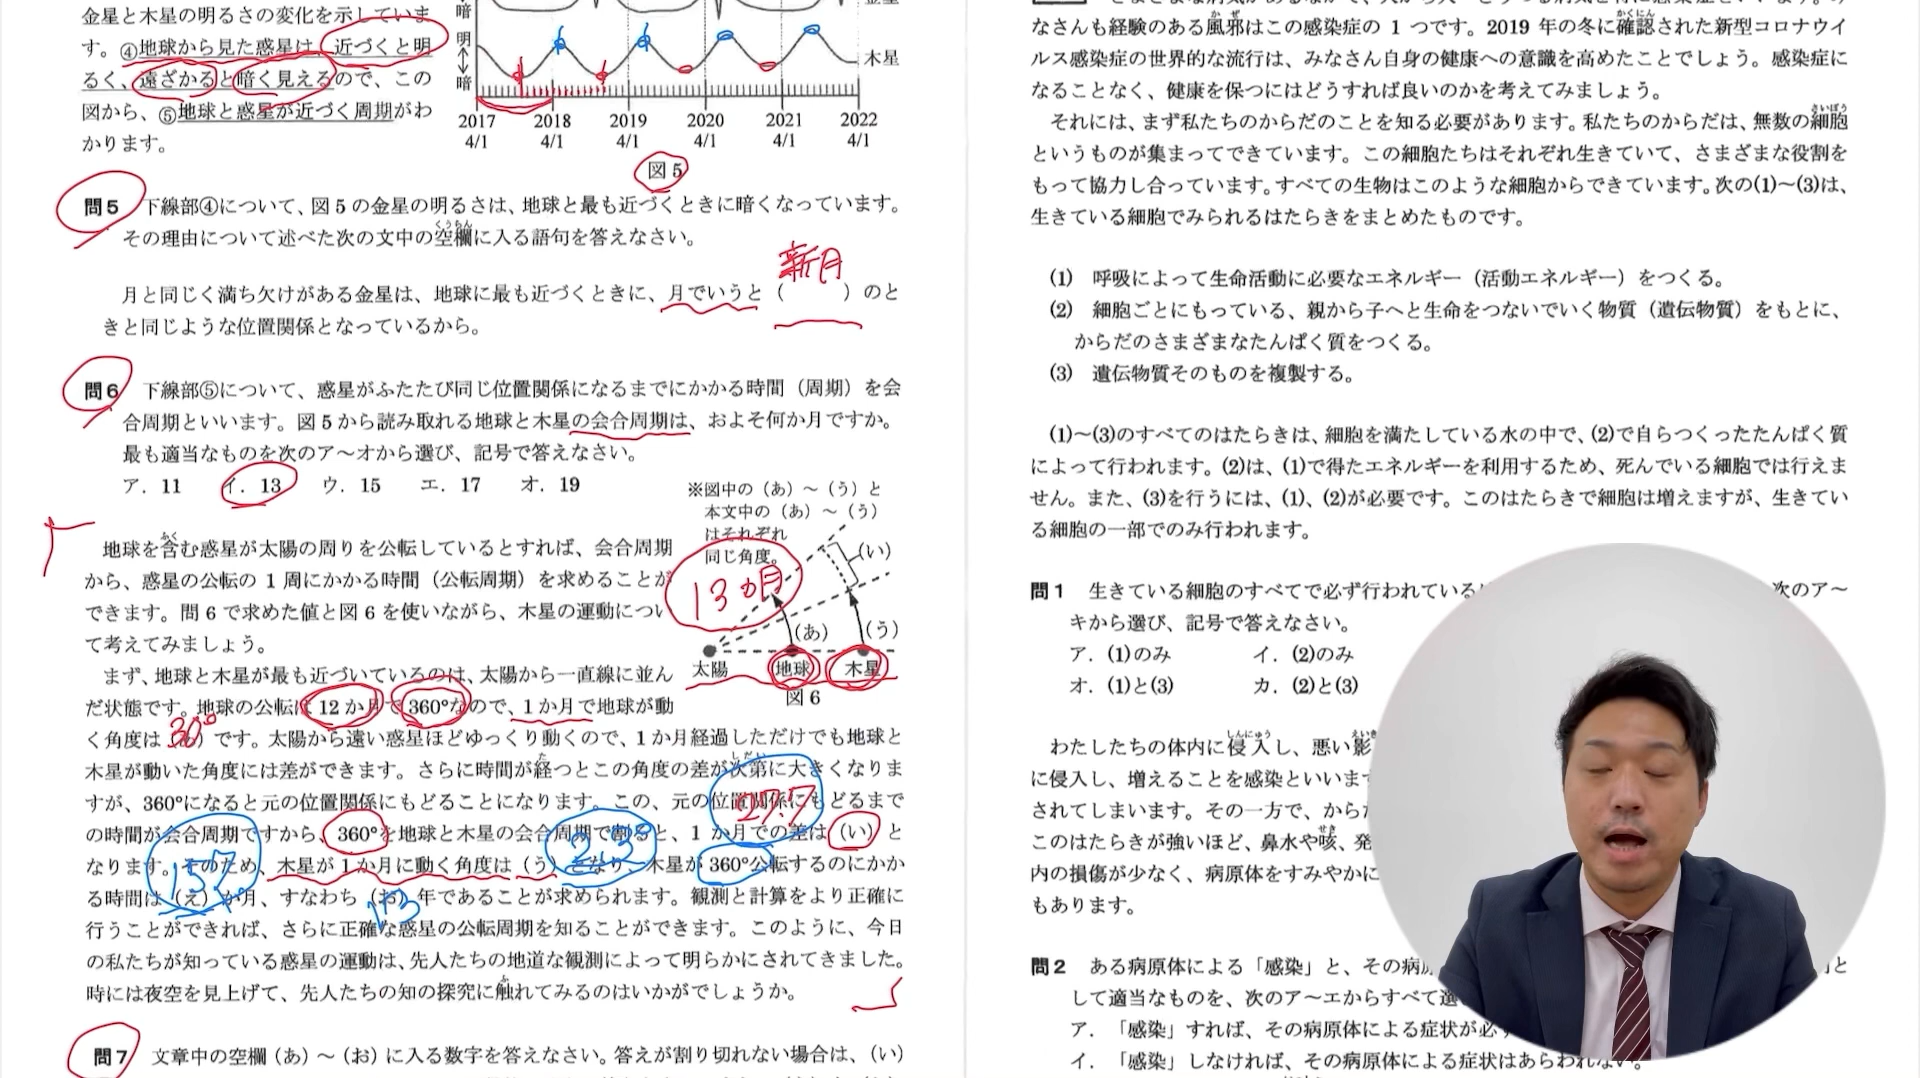 金星と木星の明るさの変化を示していま
す。④地球から見た惑星は、近づくと明
るく、遠ざかると暗く見えるので、この
図から、⑤地球と惑星が近づく周期がわ
かります。
暗
明
暗
木星
2017 2018 2019 2020 2021 2022
4/1 4/1 4/1 4/1 4/1 4/1
図5
問5 下線部④について、図5の金星の明るさは、地球と最も近づくときに暗くなっています。
その理由について述べた次の文中の空欄に入る語句を答えなさい。
新月
月と同じく満ち欠けがある金星は、地球に最も近づくときに、月でいうと( )のと
きと同じような位置関係となっているから。
問6 下線部⑤について、惑星がふたたび同じ位置関係になるまでにかかる時間(周期)を会
合周期といいます。図5から読み取れる地球と木星の会合周期は、およそ何か月ですか。
最も適当なものを次のア～オから選び、記号で答えなさい。
ア．11 イ．13 ウ．15 エ．17 オ．19
※図中の(あ)～(う)と
本文中の(あ)～(う)
はそれぞれ
同じ角度。
(い)
13ヵ月
(あ) (う)
太陽 地球 木星
図6
地球を含む惑星が太陽の周りを公転しているとすれば、会合周期
から、惑星の公転の1周にかかる時間(公転周期)を求めることが
できます。問6で求めた値と図6を使いながら、木星の運動につい
て考えてみましょう。
まず、地球と木星が最も近づいているのは、太陽から一直線に並ん
だ状態です。地球の公転は12か月で360°なので、1か月で地球が動
く角度は 30° です。太陽から遠い惑星ほどゆっくり動くので、1か月経過しただけでも地球と
木星が動いた角度には差ができます。さらに時間が経つとこの角度の差が次第に大きくなりま
すが、360°になると元の位置関係にもどることになります。この、元の位置関係にもどるまで
27.7
の時間が会合周期ですから、360°を地球と木星の会合周期で割ると、1か月での差は(い)と
2.3
なります。そのため、木星が1か月に動く角度は(う)となり、木星が360°公転するのにかか
157
る時間は(え)か月、すなわち(お)年であることが求められます。観測と計算をより正確に
13
行うことができれば、さらに正確な惑星の公転周期を知ることができます。このように、今日
の私たちが知っている惑星の運動は、先人たちの地道な観測によって明らかにされてきました。
時には夜空を見上げて、先人たちの知の探究に触れてみるのはいかがでしょうか。
問7 文章中の空欄(あ)～(お)に入る数字を答えなさい。答えが割り切れない場合は、(い)
なさんも経験のある風邪はこの感染症の1つです。2019年の冬に確認された新型コロナウイ
ルス感染症の世界的な流行は、みなさん自身の健康への意識を高めたことでしょう。感染症に
なることなく、健康を保つにはどうすれば良いのかを考えてみましょう。
それには、まず私たちのからだのことを知る必要があります。私たちのからだは、無数の細胞
というものが集まってできています。この細胞たちはそれぞれ生きていて、さまざまな役割を
もって協力し合っています。すべての生物はこのような細胞からできています。次の(1)～(3)は、
生きている細胞でみられるはたらきをまとめたものです。
(1) 呼吸によって生命活動に必要なエネルギー(活動エネルギー)をつくる。
(2) 細胞ごとにもっている、親から子へと生命をつないでいく物質(遺伝物質)をもとに、
からだのさまざまなたんぱく質をつくる。
(3) 遺伝物質そのものを複製する。
(1)～(3)のすべてのはたらきは、細胞を満たしている水の中で、(2)で自らつくったたんぱく質
によって行われます。(2)は、(1)で得たエネルギーを利用するため、死んでいる細胞では行えま
せん。また、(3)を行うには、(1)、(2)が必要です。このはたらきで細胞は増えますが、生きてい
る細胞の一部でのみ行われます。
問1 生きている細胞のすべてで必ず行われている 次のア～
キから選び、記号で答えなさい。
ア．(1)のみ イ．(2)のみ
オ．(1)と(3) カ．(2)と(3)
わたしたちの体内に侵入し、悪い影
に侵入し、増えることを感染といいま
されてしまいます。その一方で、から
このはたらきが強いほど、鼻水や咳、発
内の損傷が少なく、病原体をすみやかに
もあります。
問2 ある病原体による「感染」と、その病 と
して適当なものを、次のア～エからすべて選
ア．「感染」すれば、その病原体による症状が必
イ．「感染」しなければ、その病原体による症状はあらわれない。